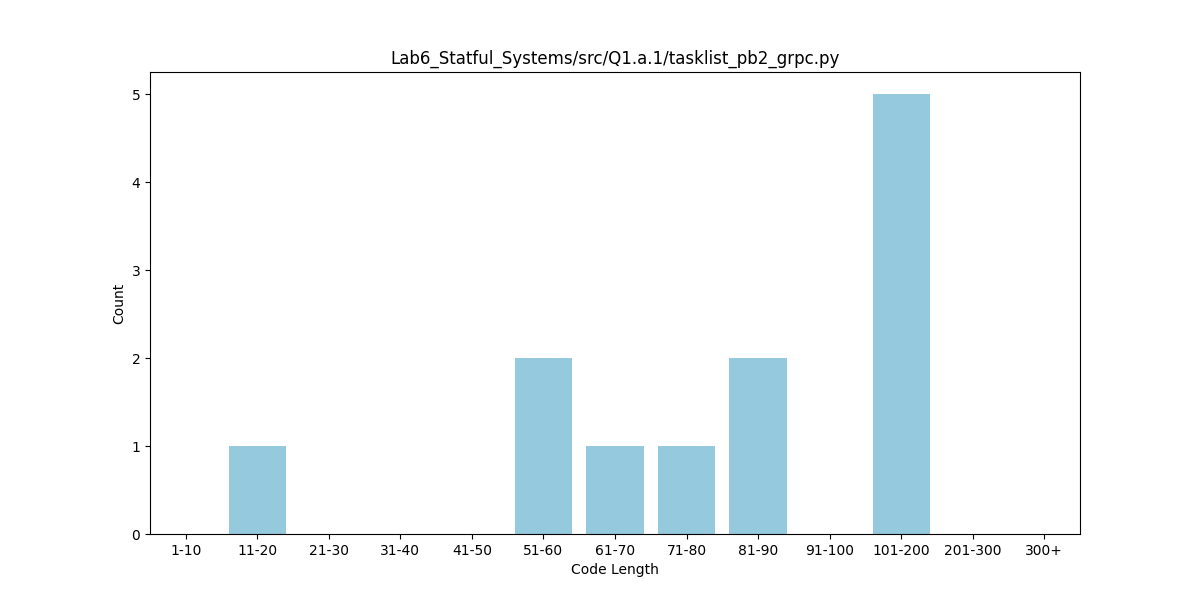 Lab6_Statful_Systems/src/Q1.a.1/tasklist_pb2_grpc.py
5
4
3
2
1
0
Count
1-10 11-20 21-30 31-40 41-50 51-60 61-70 71-80 81-90 91-100 101-200 201-300 300+
Code Length